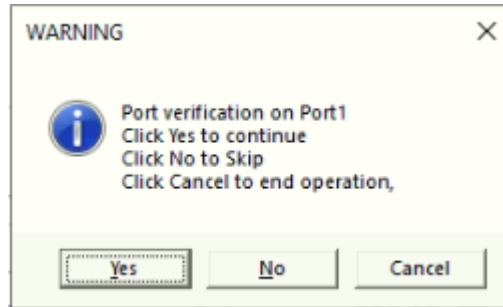 WARNING
Port verification on Port1
Click Yes to continue
Click No to Skip
Click Cancel to end operation,
Yes No Cancel